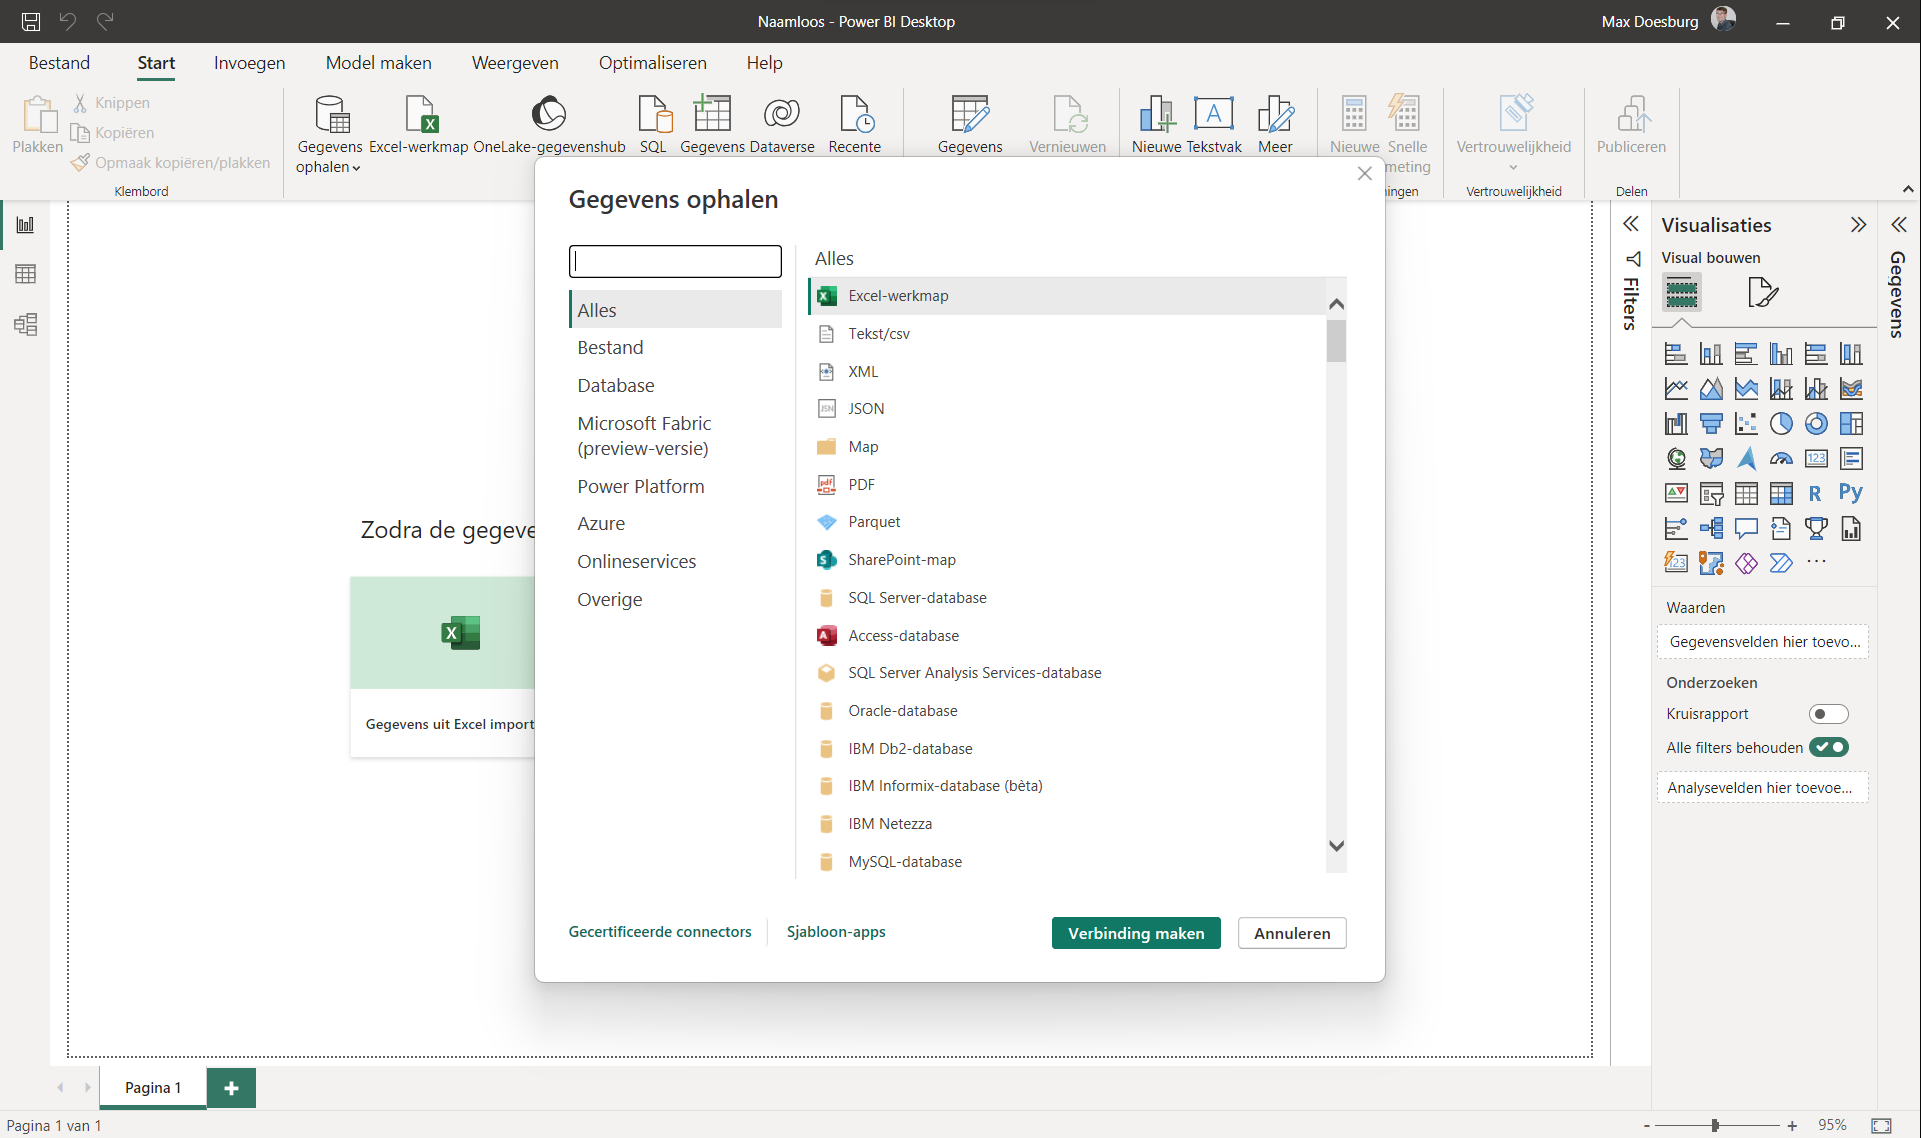 Naamloos - Power BI Desktop
Max Doesburg
Bestand
Start
Invoegen
Model maken
Weergeven
Optimaliseren
Help
Plakken
Knippen
Kopiëren
Opmaak kopiëren/plakken
Klembord
Gegevens
ophalen
Excel-werkmap
OneLake-gegevenshub
SQL
Gegevens
Dataverse
Recente
Gegevens
Vernieuwen
Nieuwe
Tekstvak
Meer
Nieuwe
Snelle
meting
ingen
Vertrouwelijkheid
Vertrouwelijkheid
Publiceren
Delen
Gegevens ophalen
Alles
Bestand
Database
Microsoft Fabric
(preview-versie)
Power Platform
Azure
Onlineservices
Overige
Alles
Excel-werkmap
Tekst/csv
XML
JSON
Map
PDF
Parquet
SharePoint-map
SQL Server-database
Access-database
SQL Server Analysis Services-database
Oracle-database
IBM Db2-database
IBM Informix-database (bèta)
IBM Netezza
MySQL-database
Gecertificeerde connectors
Sjabloon-apps
Verbinding maken
Annuleren
Zodra de gegeve
Gegevens uit Excel import
Filters
Visualisaties
Visual bouwen
123
R
Py
123
Waarden
Gegevensvelden hier toevo...
Onderzoeken
Kruisrapport
Alle filters behouden
Analysevelden hier toevoe...
Gegevens
Pagina 1
Pagina 1 van 1
95%